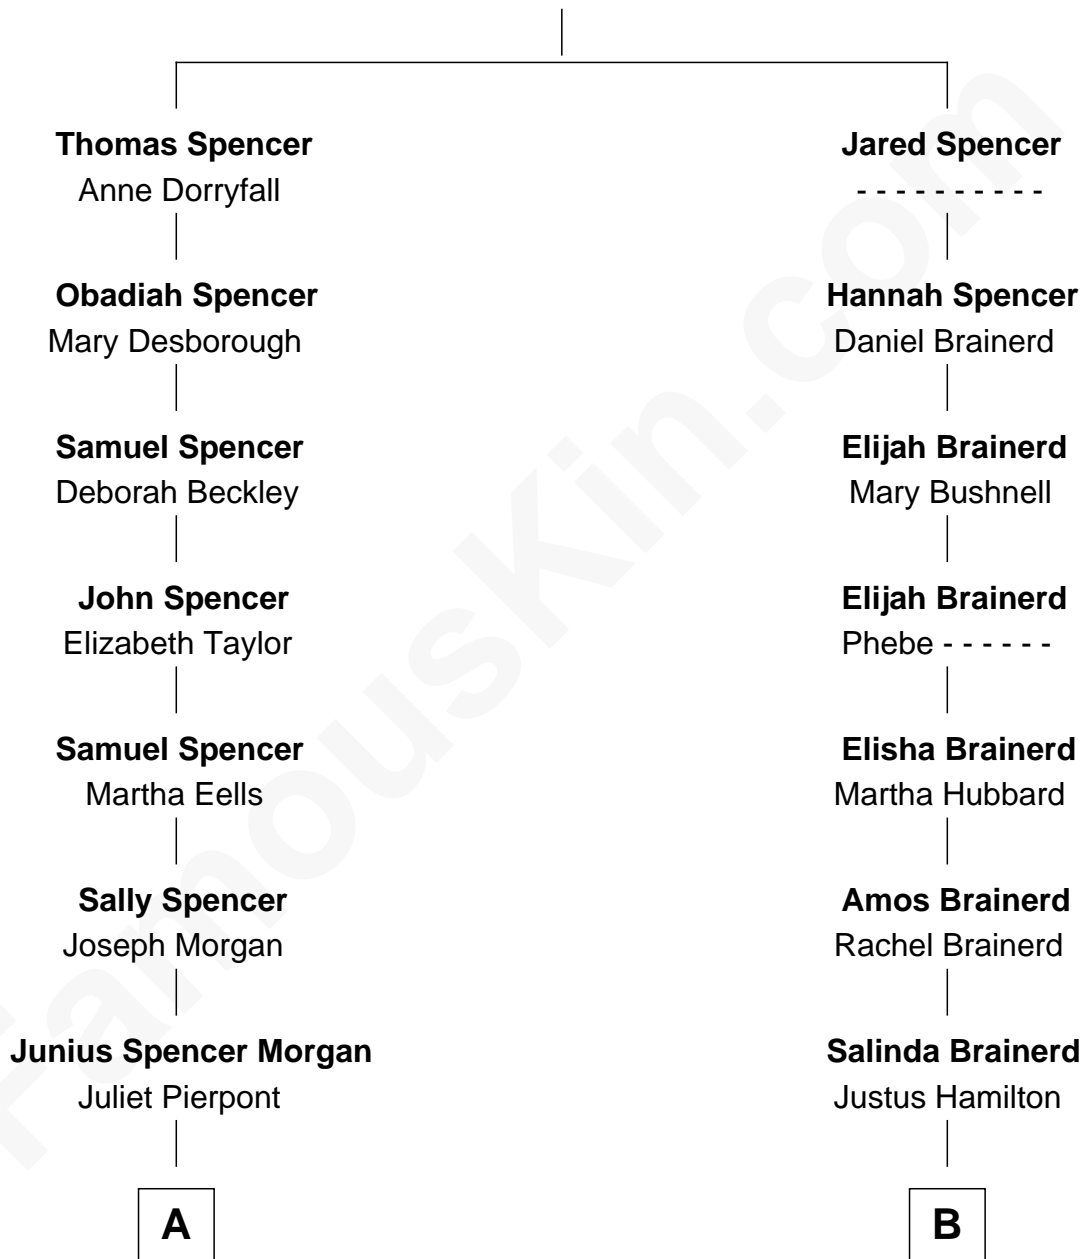 Thomas Spencer
Anne Dorryfall
Jared Spencer
- - - - - - - - - -
Obadiah Spencer
Mary Desborough
Hannah Spencer
Daniel Brainerd
Samuel Spencer
Deborah Beckley
Elijah Brainerd
Mary Bushnell
John Spencer
Elizabeth Taylor
Elijah Brainerd
Phebe - - - - - -
Samuel Spencer
Martha Eells
Elisha Brainerd
Martha Hubbard
Sally Spencer
Joseph Morgan
Amos Brainerd
Rachel Brainerd
Junius Spencer Morgan
Juliet Pierpont
Salinda Brainerd
Justus Hamilton
A
B
FamousKin.com